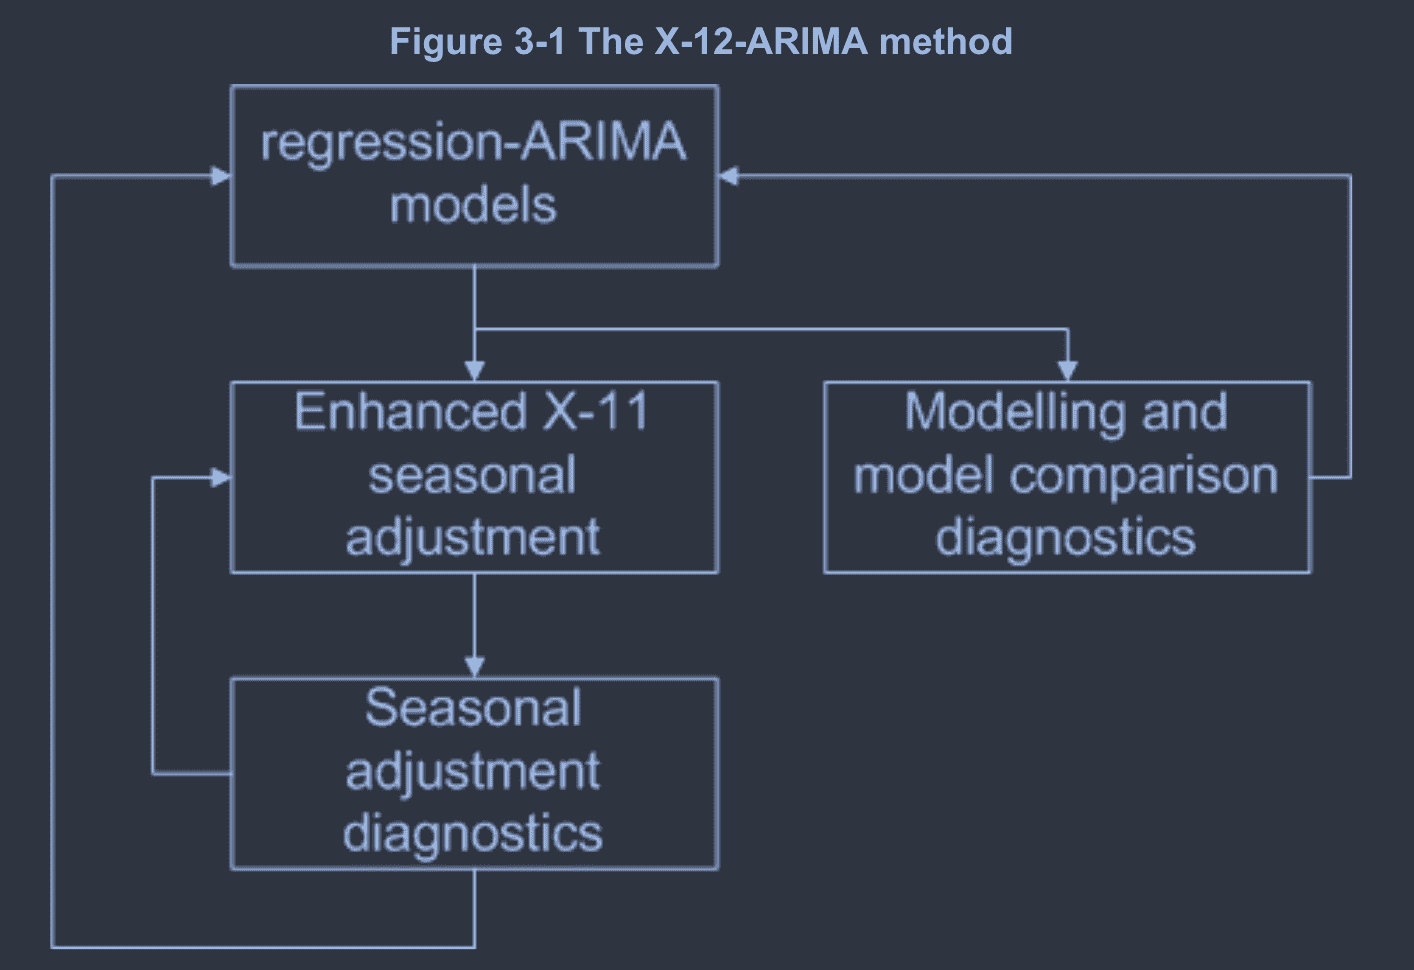 Figure 3-1 The X-12-ARIMA method
regression-ARIMA
models
Enhanced X-11
seasonal
adjustment
Modelling and
model comparison
diagnostics
Seasonal
adjustment
diagnostics